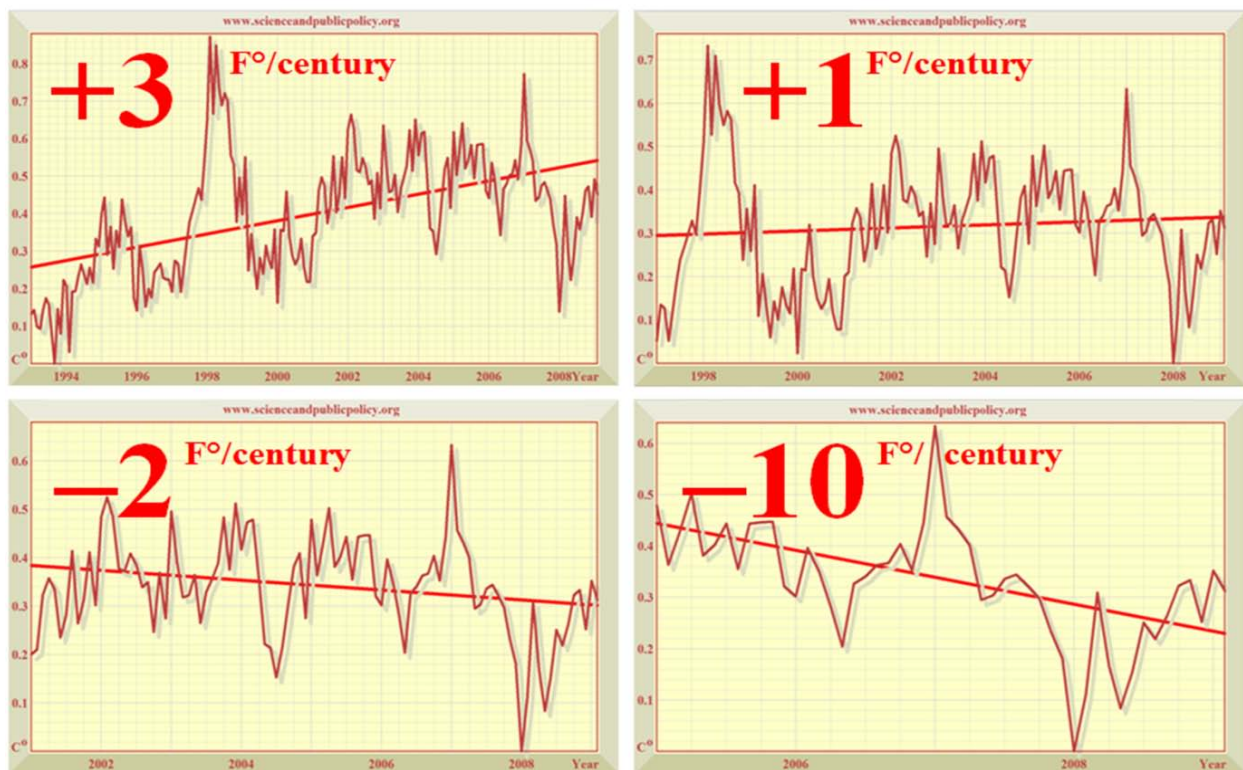 www.scienceandpublicpolicy.org
+3 F°/century
0.8
0.7
0.6
0.5
0.4
0.3
0.2
0.1
C°
1994 1996 1998 2000 2002 2004 2006 2008Year
www.scienceandpublicpolicy.org
+1 F°/century
0.7
0.6
0.5
0.4
0.3
0.2
0.1
C°
1998 2000 2002 2004 2006 2008 Year
www.scienceandpublicpolicy.org
−2 F°/century
0.6
0.5
0.4
0.3
0.2
0.1
C°
2002 2004 2006 2008 Year
www.scienceandpublicpolicy.org
−10 F°/ century
0.6
0.5
0.4
0.3
0.2
0.1
C°
2006 2008 Year